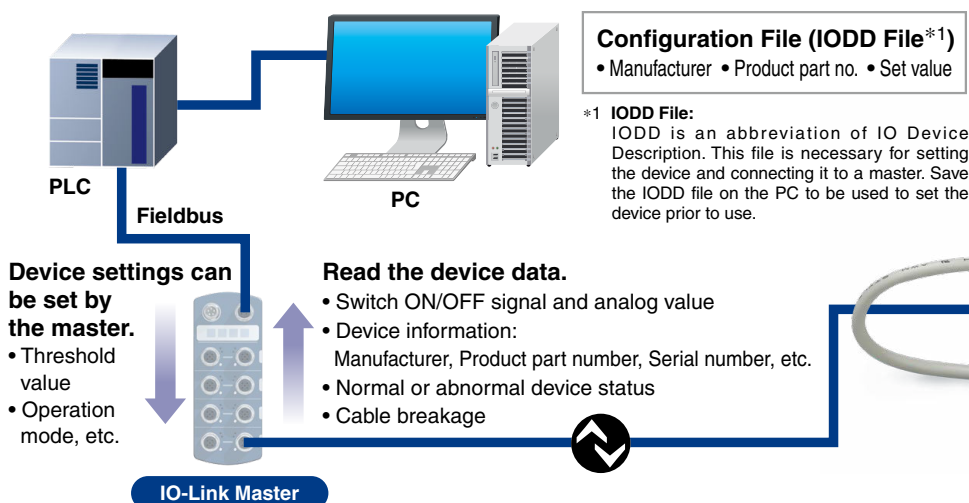 Configuration File (IODD File*1)
• Manufacturer • Product part no. • Set value
*1 IODD File:
IODD is an abbreviation of IO Device
Description. This file is necessary for setting
the device and connecting it to a master. Save
the IODD file on the PC to be used to set the
device prior to use.
PLC
PC
Fieldbus
Device settings can
be set by
the master.
• Threshold
value
• Operation
mode, etc.
Read the device data.
• Switch ON/OFF signal and analog value
• Device information:
Manufacturer, Product part number, Serial number, etc.
• Normal or abnormal device status
• Cable breakage
IO-Link Master